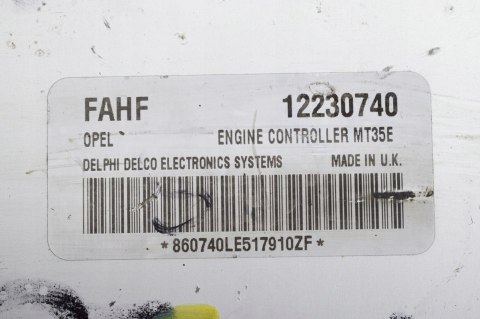 FAHF 12230740
OPEL ENGINE CONTROLLER MT35E
DELPHI DELCO ELECTRONICS SYSTEMS MADE IN U.K.
*860740LE517910ZF*